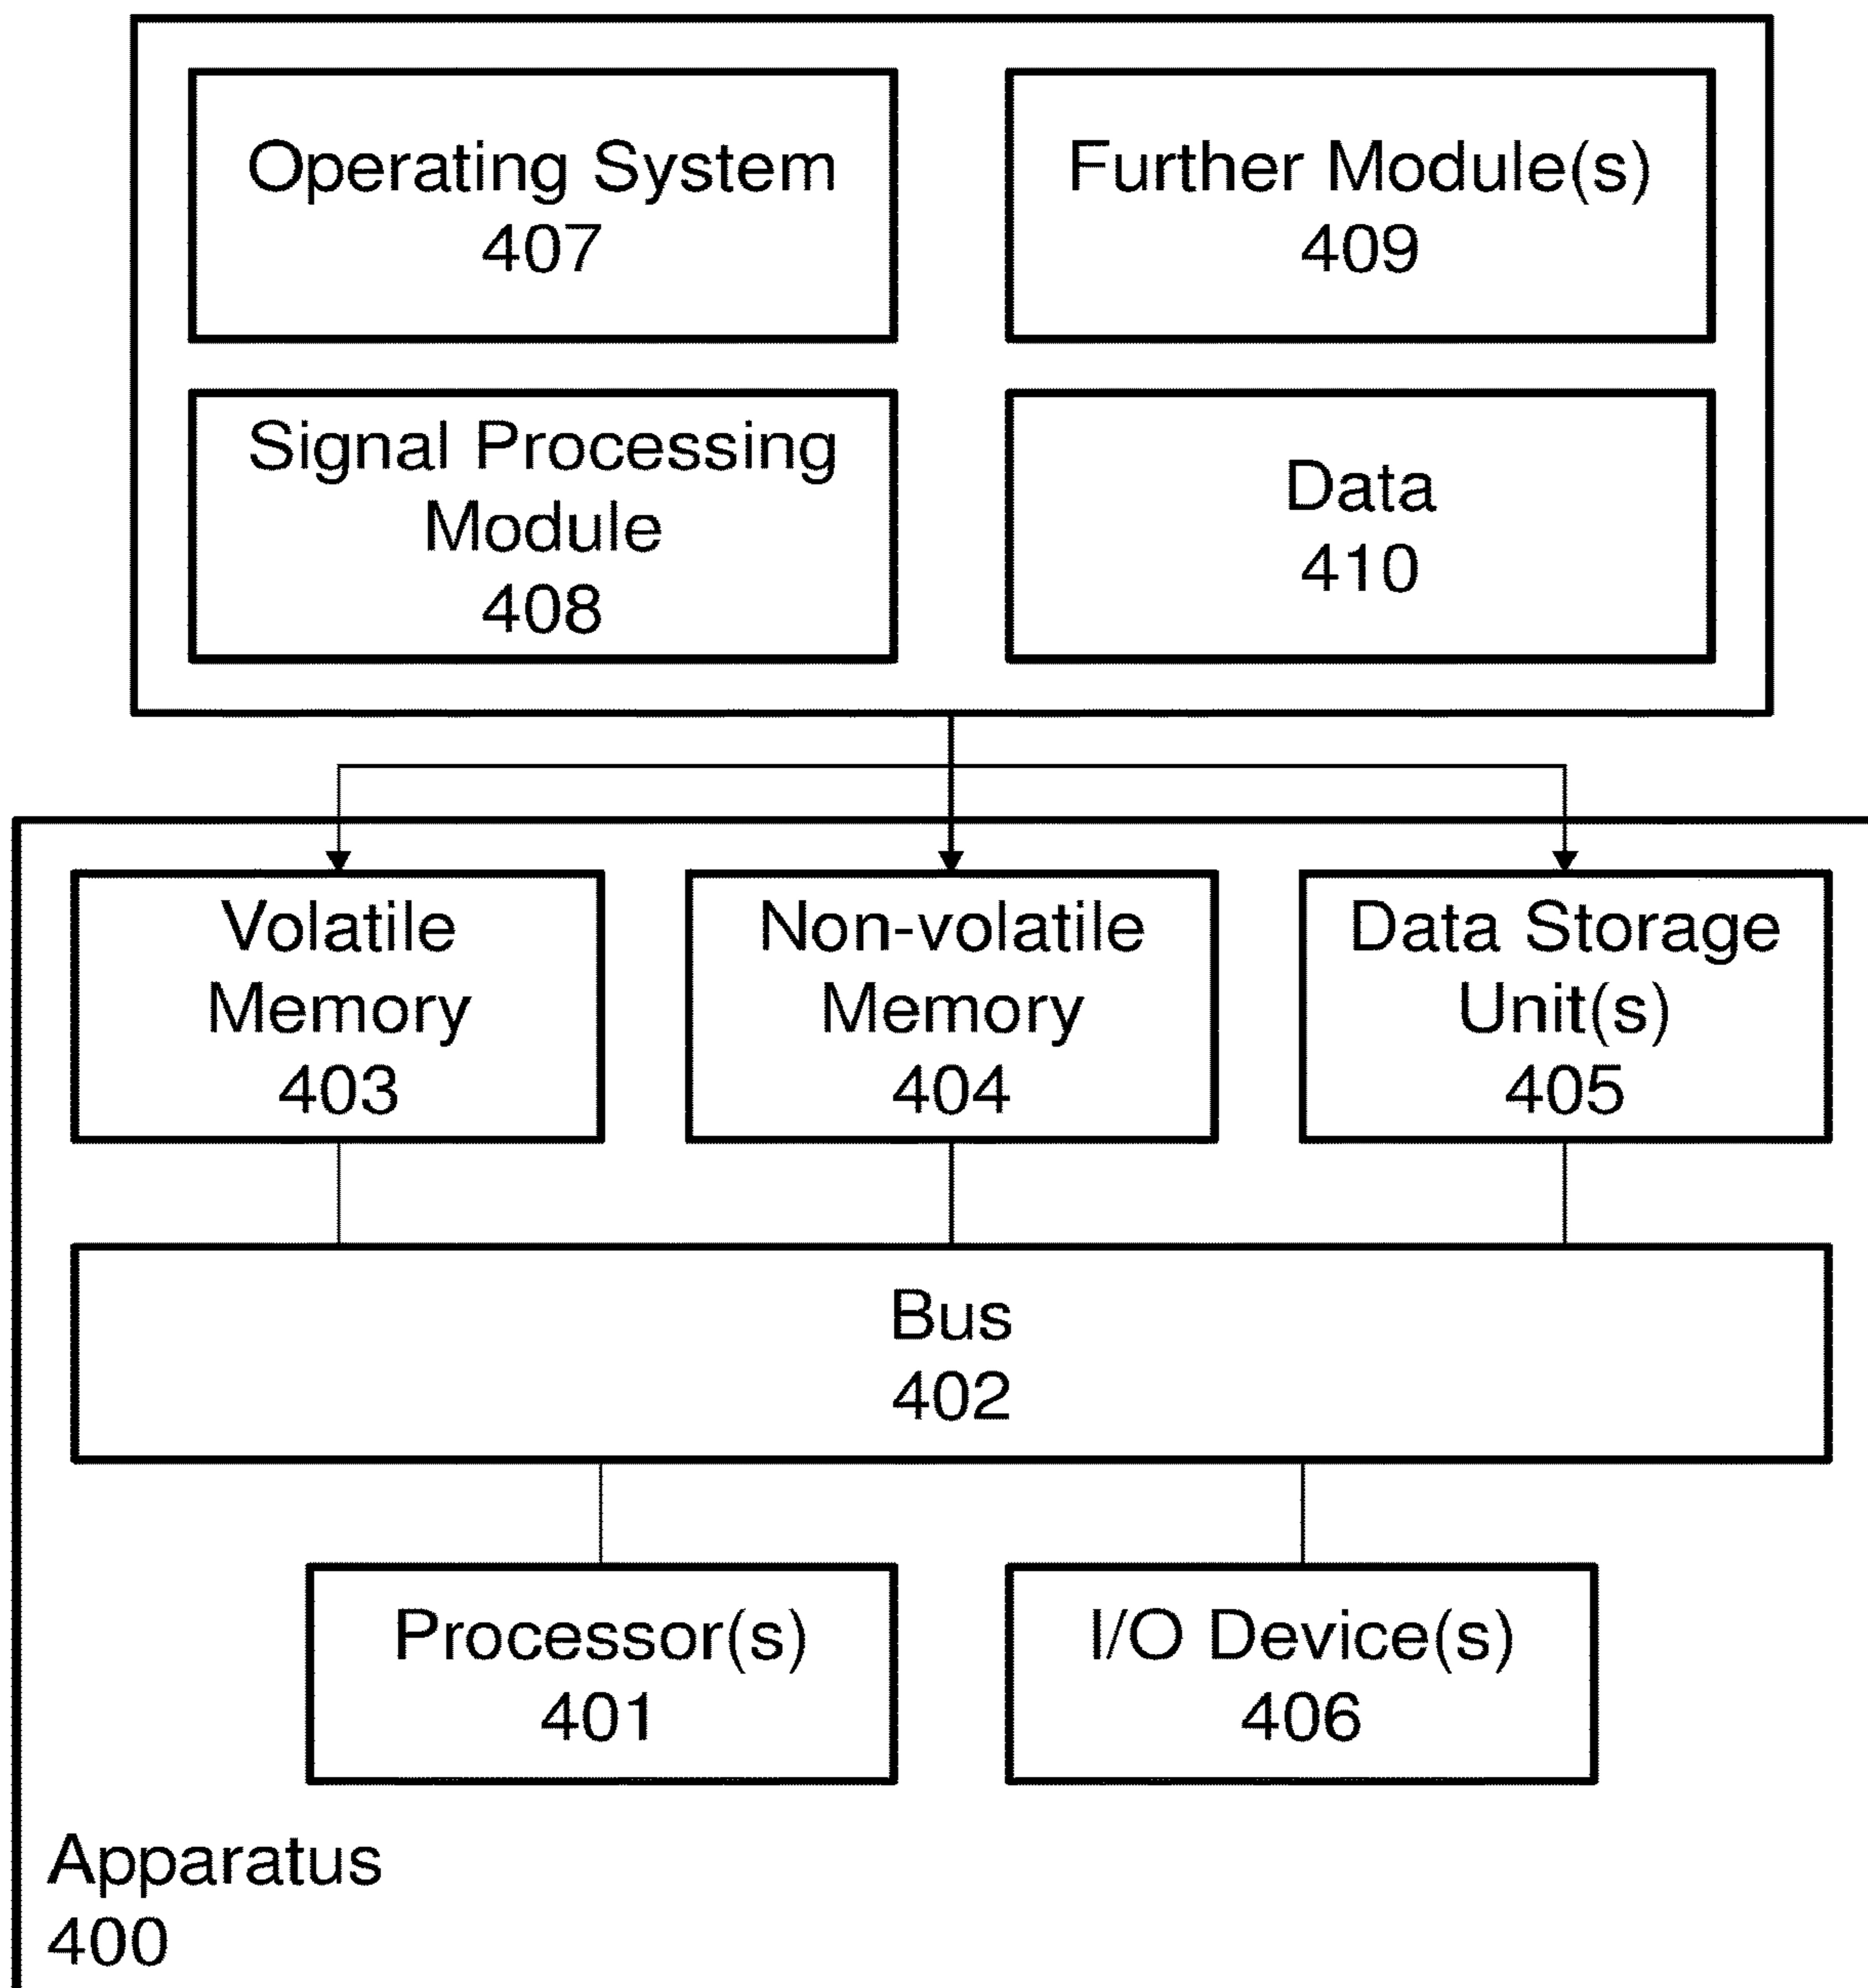 Operating System
407
Further Module(s)
409
Signal Processing
Module
408
Data
410
Volatile
Memory
403
Non-volatile
Memory
404
Data Storage
Unit(s)
405
Bus
402
Processor(s)
401
I/O Device(s)
406
Apparatus
400